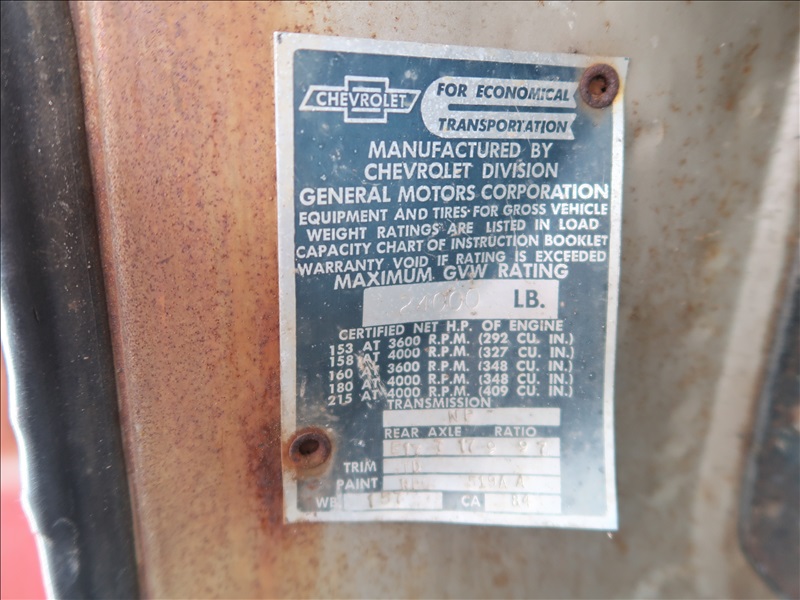 CHEVROLET
FOR ECONOMICAL
TRANSPORTATION
MANUFACTURED BY
CHEVROLET DIVISION
GENERAL MOTORS CORPORATION
EQUIPMENT AND TIRES FOR GROSS VEHICLE
WEIGHT RATINGS ARE LISTED IN LOAD
CAPACITY CHART OF INSTRUCTION BOOKLET
WARRANTY VOID IF RATING IS EXCEEDED
MAXIMUM GVW RATING
LB.
CERTIFIED NET H.P. OF ENGINE
153 AT 3600 R.P.M. (292 CU. IN.)
158 AT 4000 R.P.M. (327 CU. IN.)
160 AT 3600 R.P.M. (348 CU. IN.)
180 AT 4000 R.P.M. (348 CU. IN.)
215 AT 4000 R.P.M. (409 CU. IN.)
TRANSMISSION
NP
REAR AXLE RATIO
TRIM
PAINT
WB CA 84